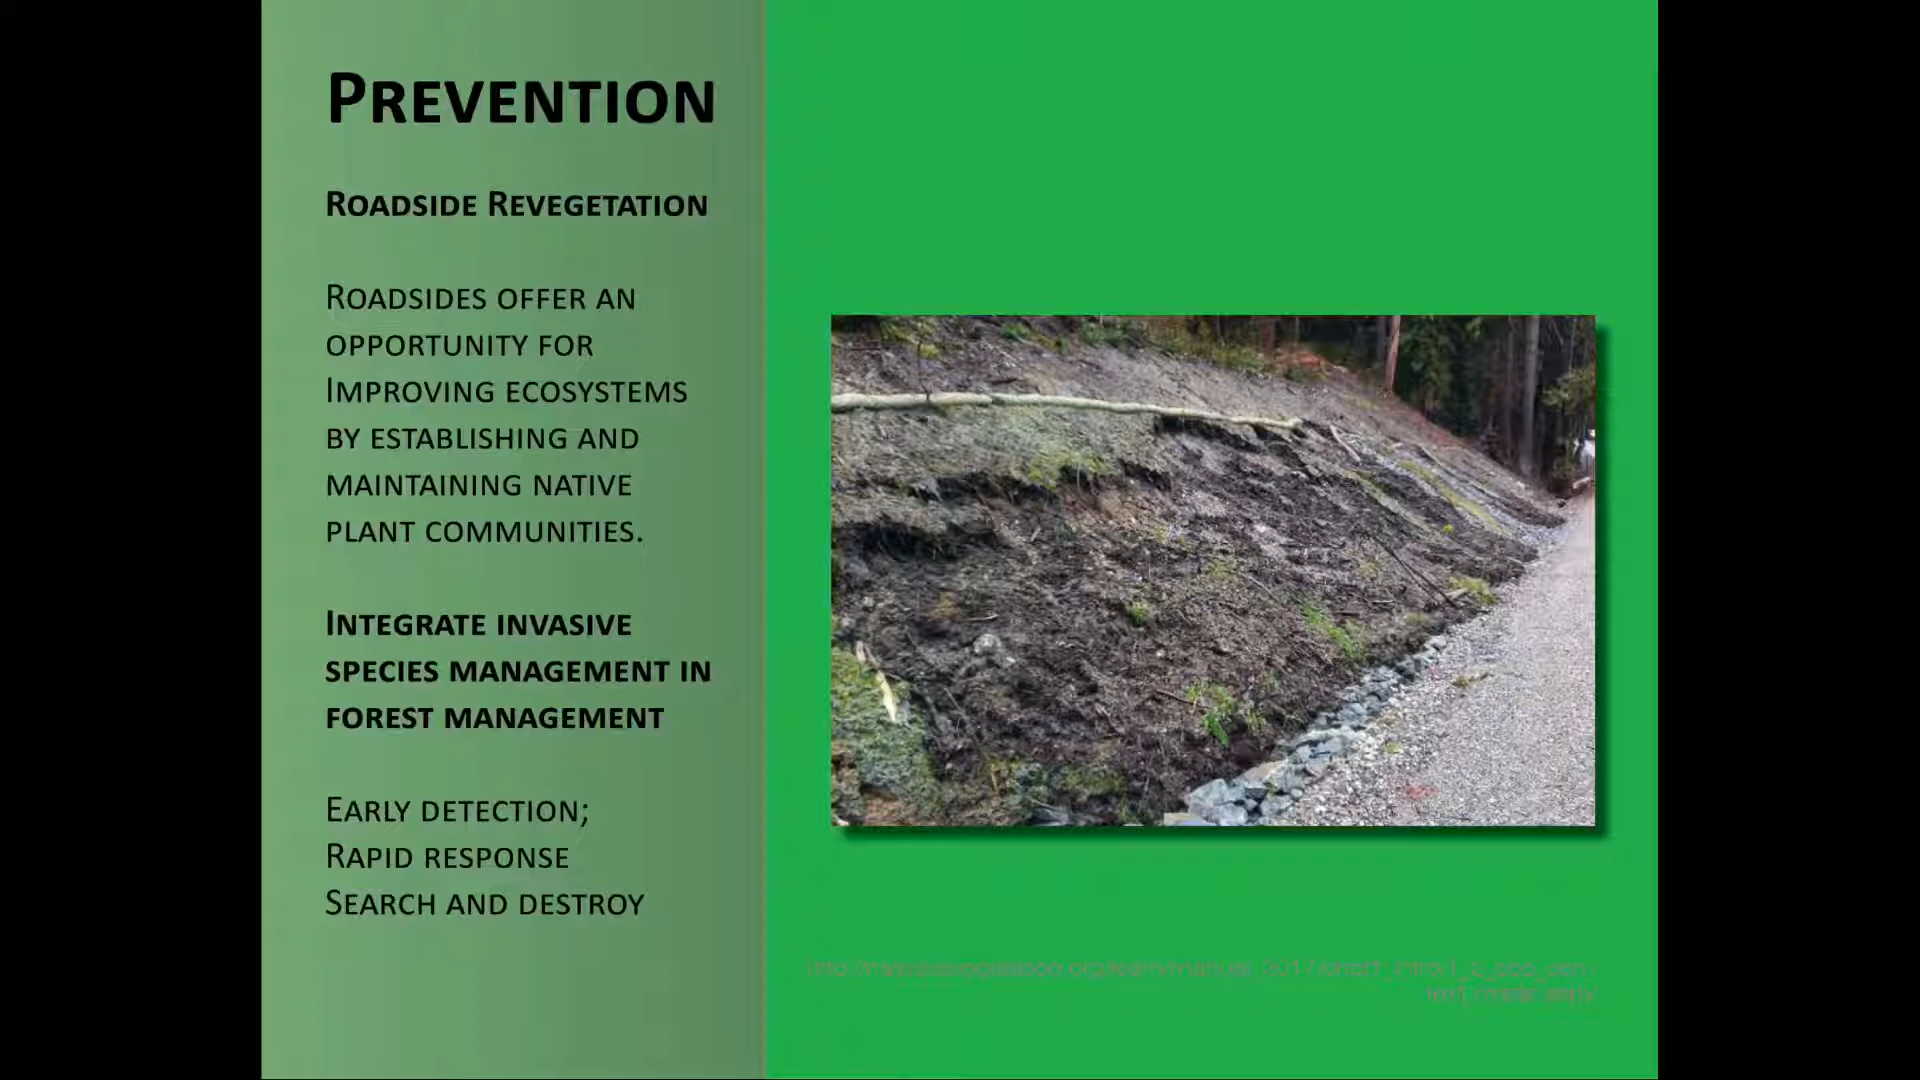 PREVENTION
ROADSIDE REVEGETATION
ROADSIDES OFFER AN
OPPORTUNITY FOR
IMPROVING ECOSYSTEMS
BY ESTABLISHING AND
MAINTAINING NATIVE
PLANT COMMUNITIES.
INTEGRATE INVASIVE
SPECIES MANAGEMENT IN
FOREST MANAGEMENT
EARLY DETECTION;
RAPID RESPONSE
SEARCH AND DESTROY